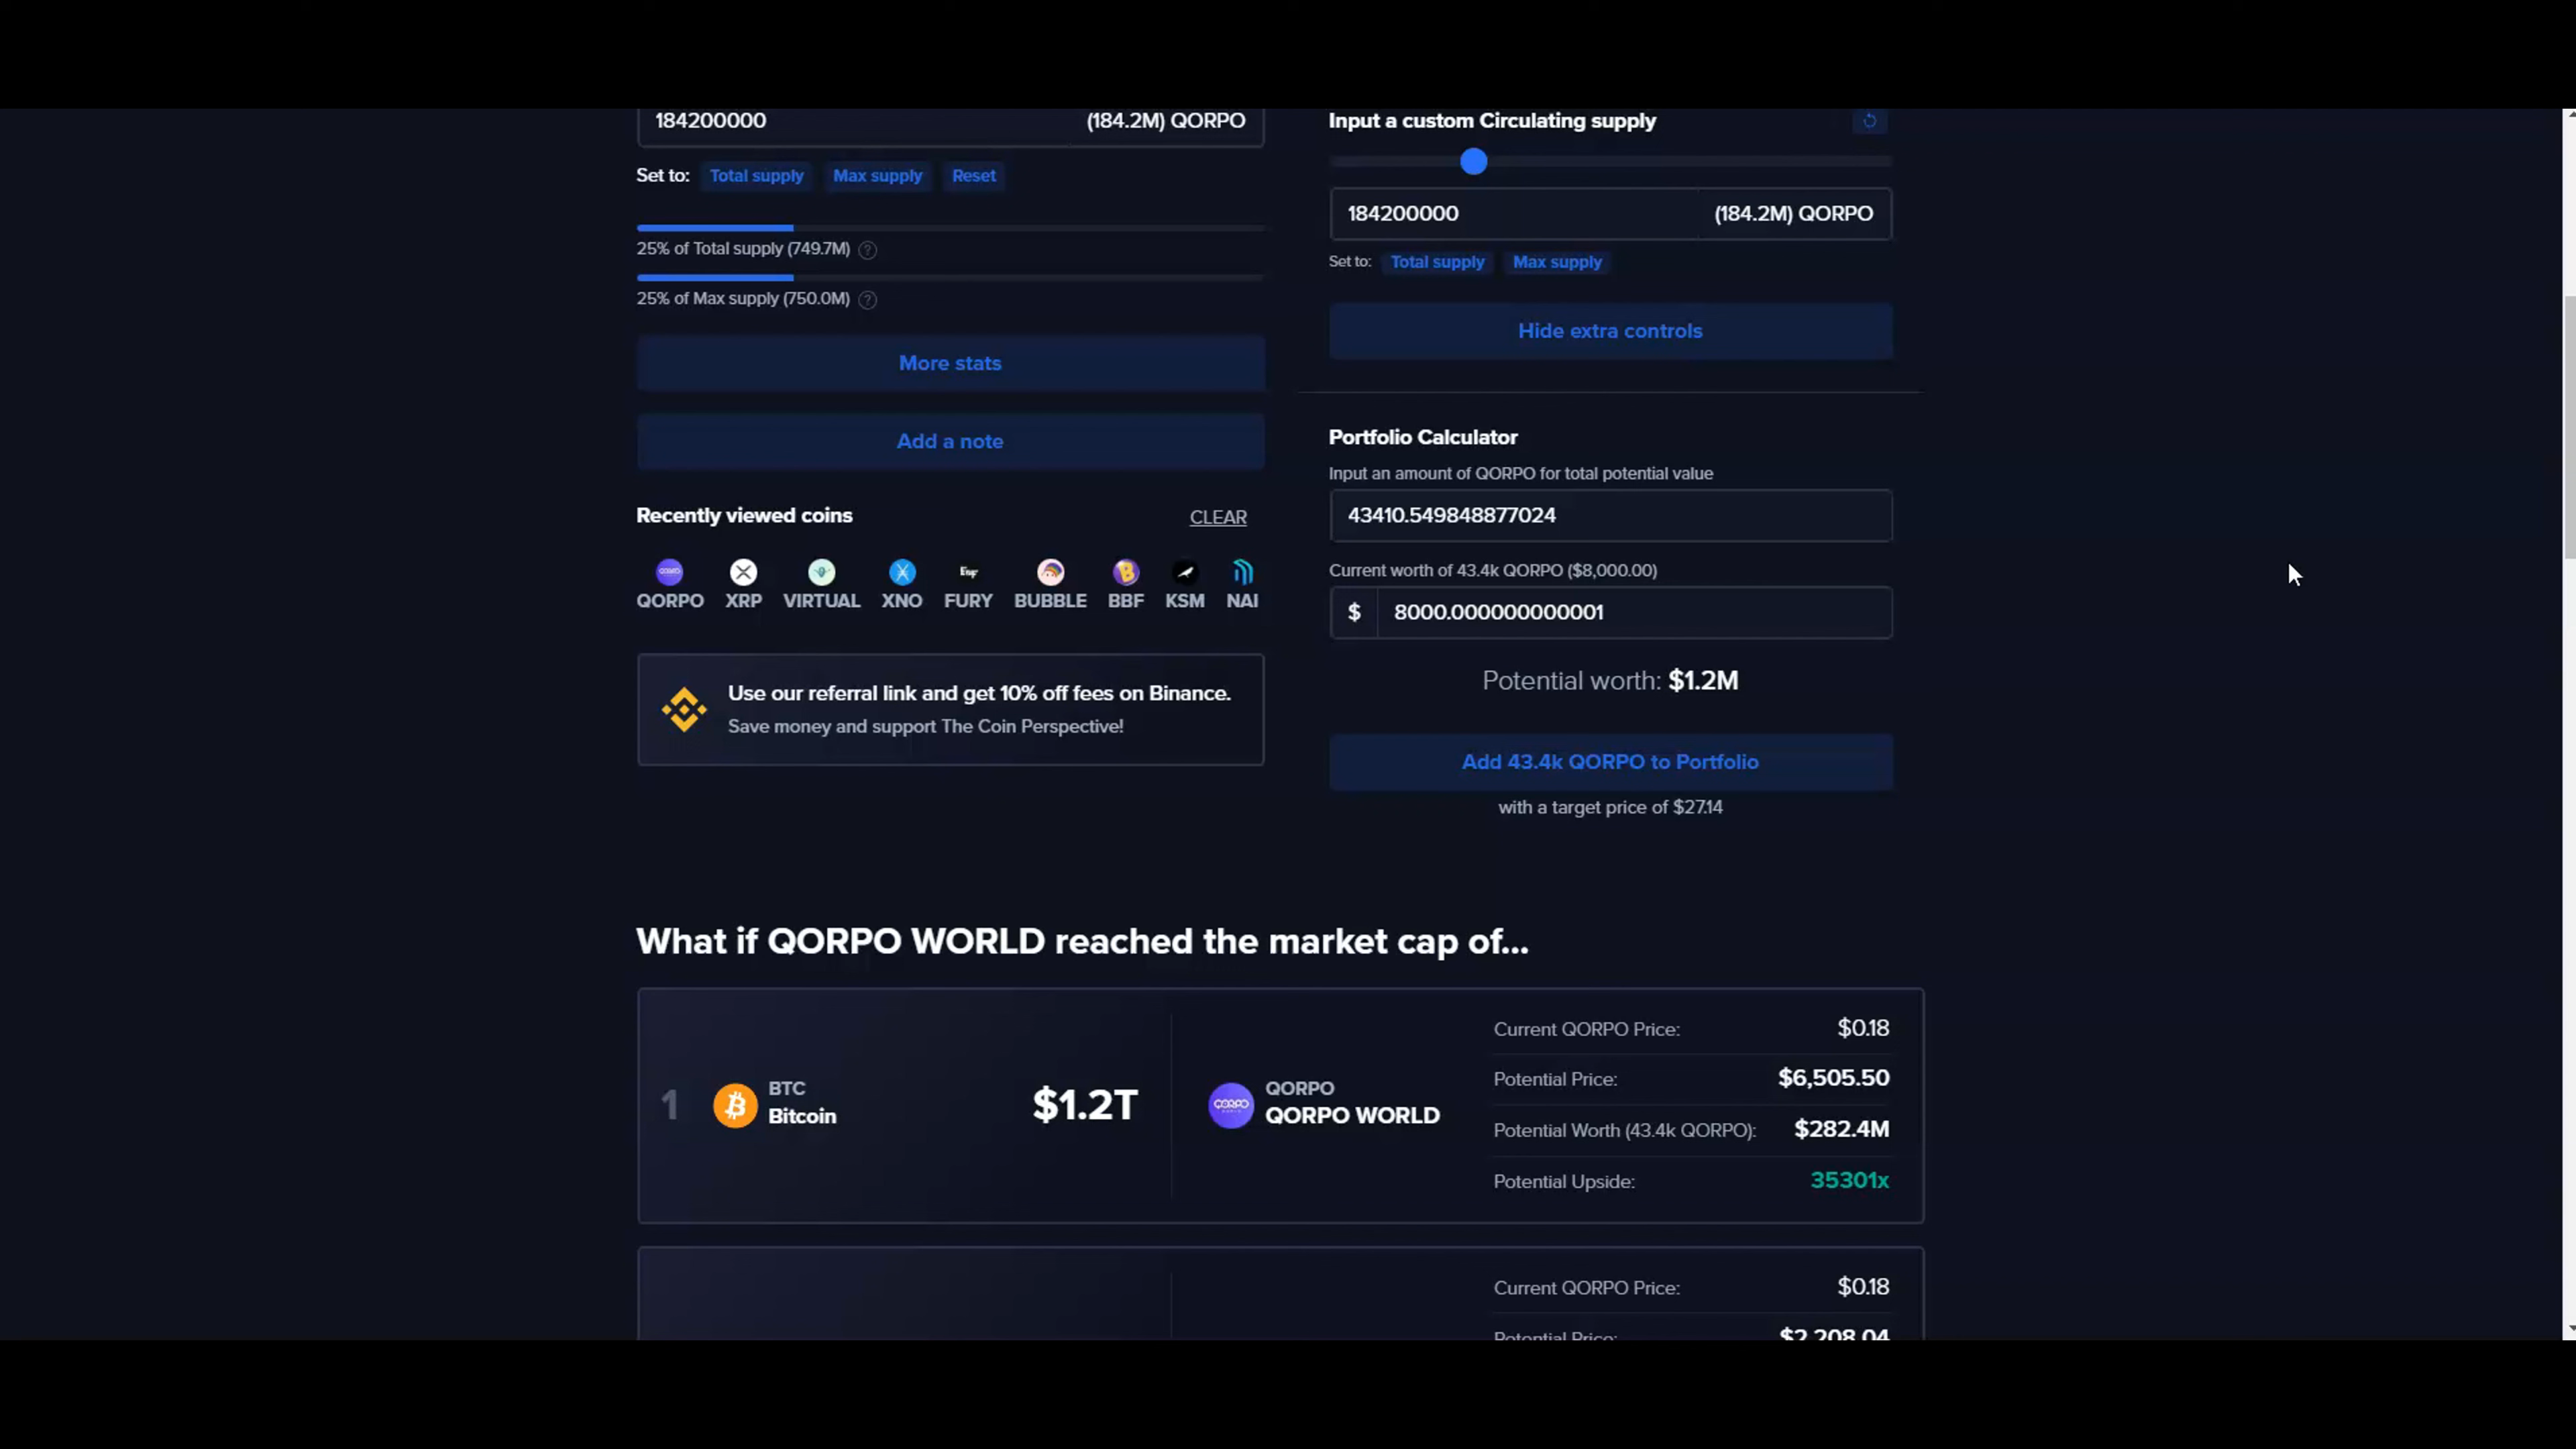 184200000 (184.2M) QORPO
Set to: Total supply Max supply Reset
25% of Total supply (749.7M) ?
25% of Max supply (750.0M) ?
More stats
Add a note
Recently viewed coins CLEAR
QORPO XRP VIRTUAL XNO FURY BUBBLE BBF KSM NAI
Use our referral link and get 10% off fees on Binance.
Save money and support The Coin Perspective!
Input a custom Circulating supply
184200000 (184.2M) QORPO
Set to: Total supply Max supply
Hide extra controls
Portfolio Calculator
Input an amount of QORPO for total potential value
43410.549848877024
Current worth of 43.4k QORPO ($8,000.00)
$ 8000.000000000001
Potential worth: $1.2M
Add 43.4k QORPO to Portfolio
with a target price of $27.14
What if QORPO WORLD reached the market cap of...
1
BTC
Bitcoin
$1.2T
QORPO
QORPO WORLD
Current QORPO Price: $0.18
Potential Price: $6,505.50
Potential Worth (43.4k QORPO): $282.4M
Potential Upside: 35301x
Current QORPO Price: $0.18
Potential Price: $2,208.04